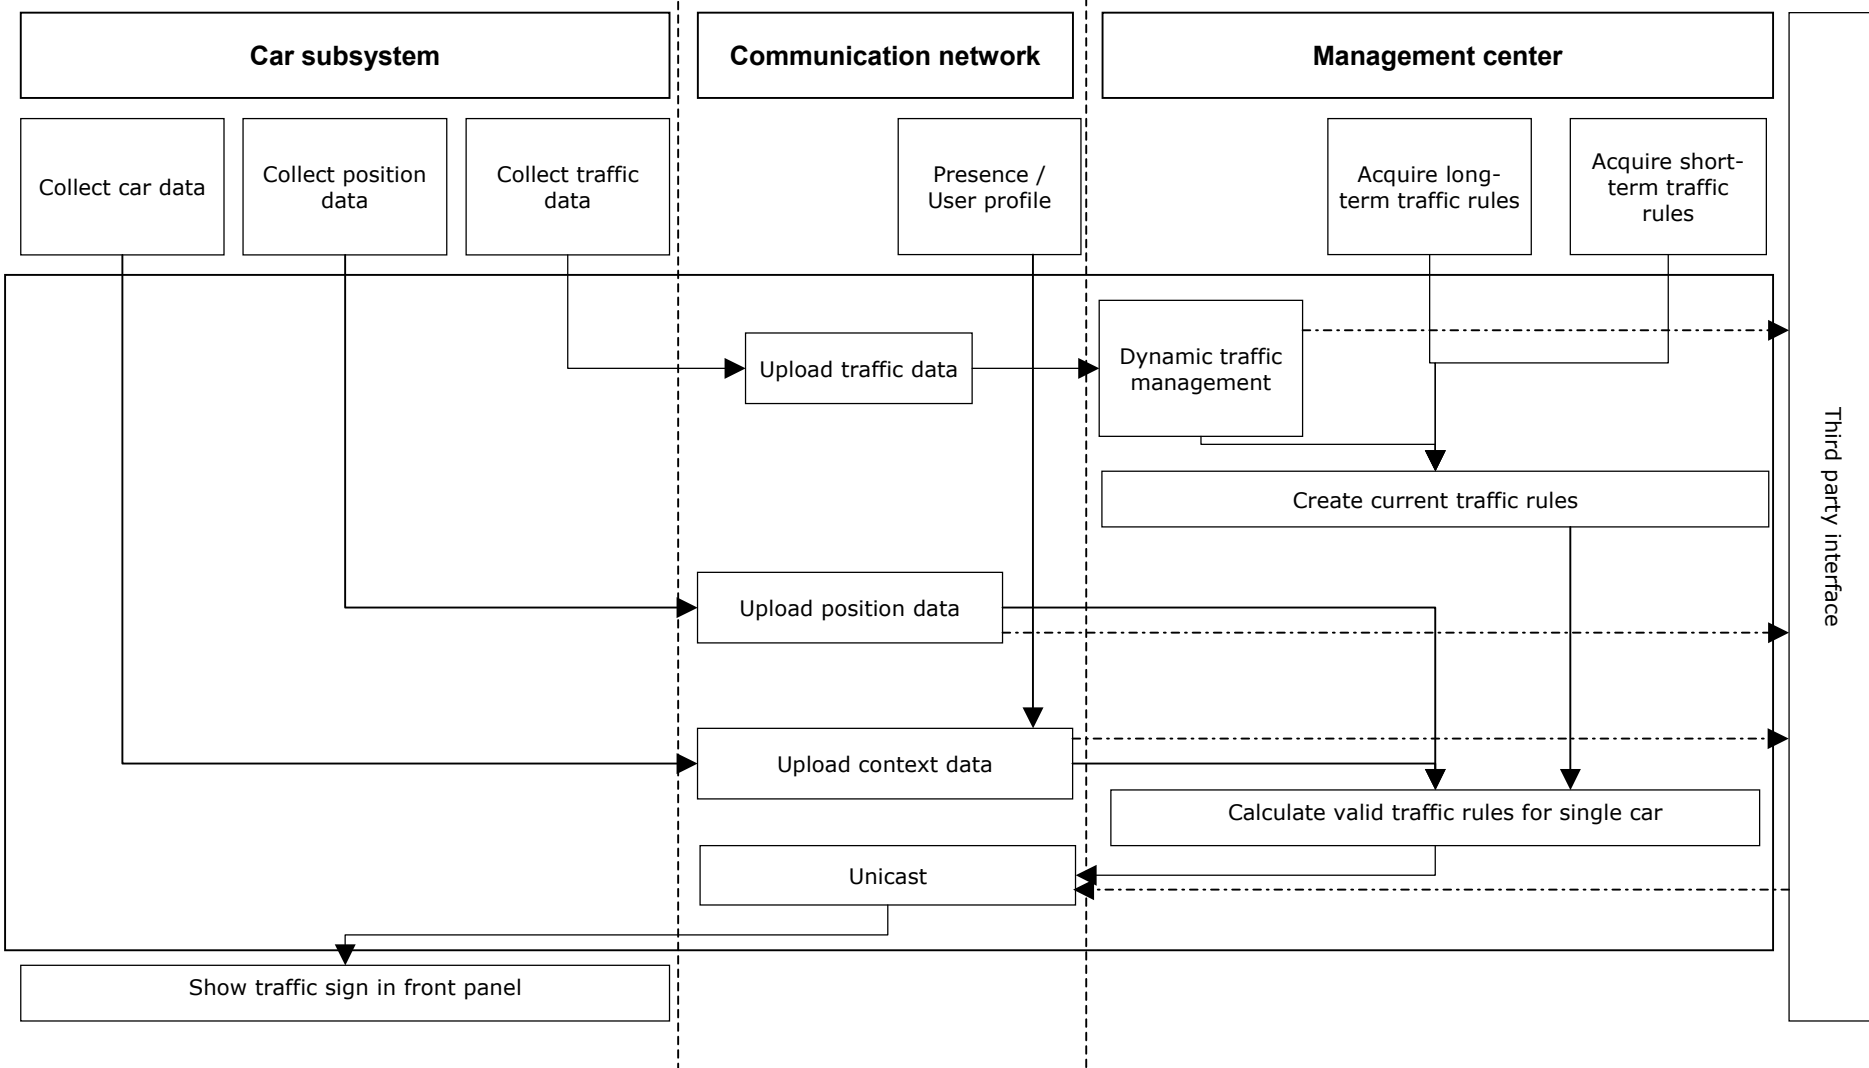 Car subsystem
Communication network
Management center
Collect car data
Collect position
data
Collect traffic
data
Presence /
User profile
Acquire long-
term traffic rules
Acquire short-
term traffic
rules
Upload traffic data
Dynamic traffic
management
Third party interface
Create current traffic rules
Upload position data
Upload context data
Calculate valid traffic rules for single car
Unicast
Show traffic sign in front panel